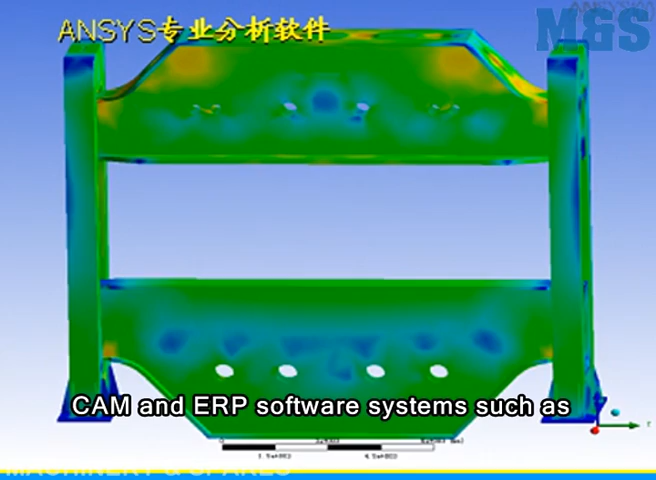 ANSYS专业分析软件
M&S
CAM and ERP software systems such as
MACHINERY & SPARES